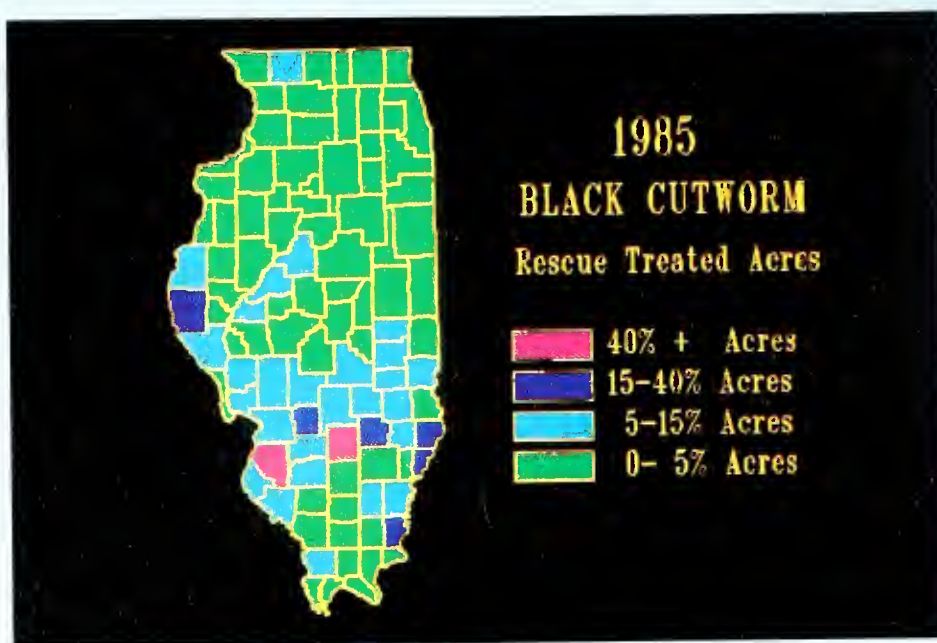 1985
BLACK CUTWORM
Rescue Treated Acres
40% + Acres
15-40% Acres
5-15% Acres
0- 5% Acres